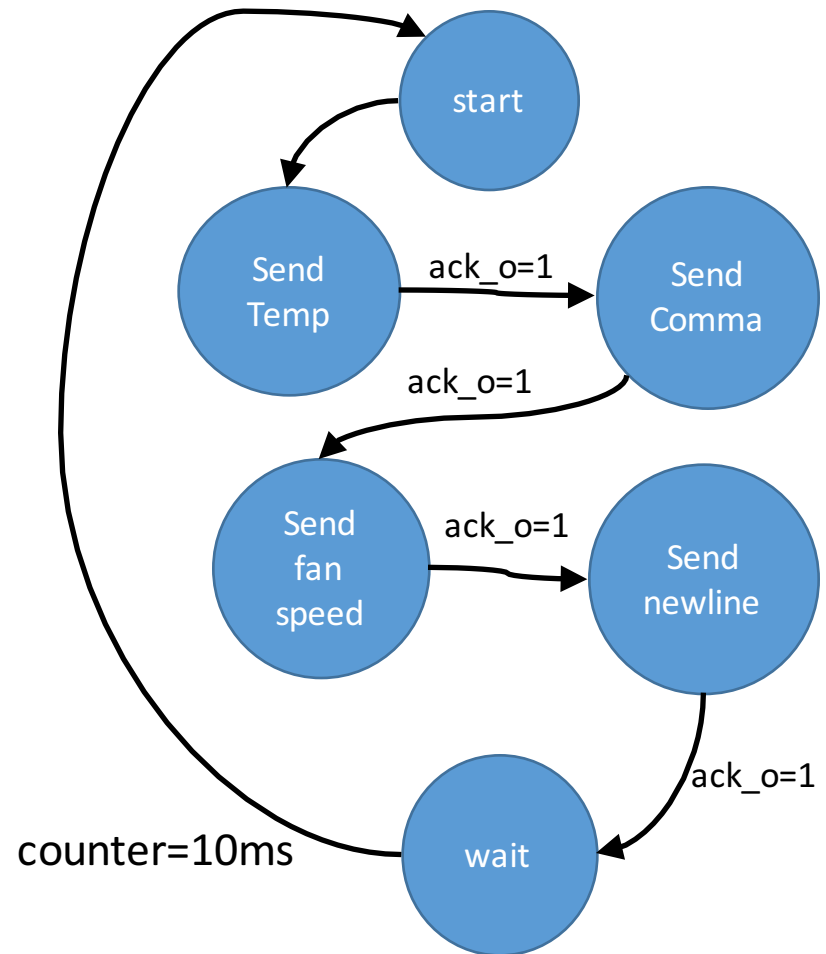 start
Send
Temp
ack_o=1
Send
Comma
ack_o=1
Send
fan
speed
ack_o=1
Send
newline
ack_o=1
counter=10ms
wait